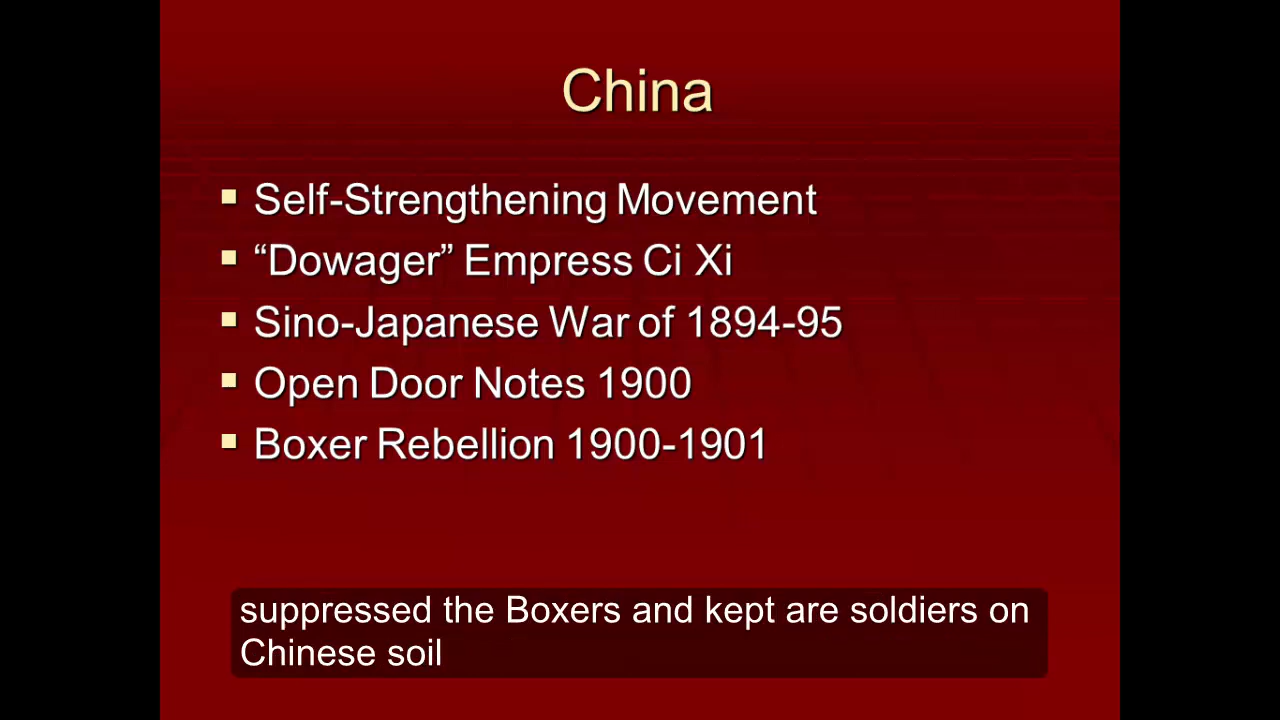 China
Self-Strengthening Movement
“Dowager” Empress Ci Xi
Sino-Japanese War of 1894-95
Open Door Notes 1900
Boxer Rebellion 1900-1901
suppressed the Boxers and kept are soldiers on
Chinese soil